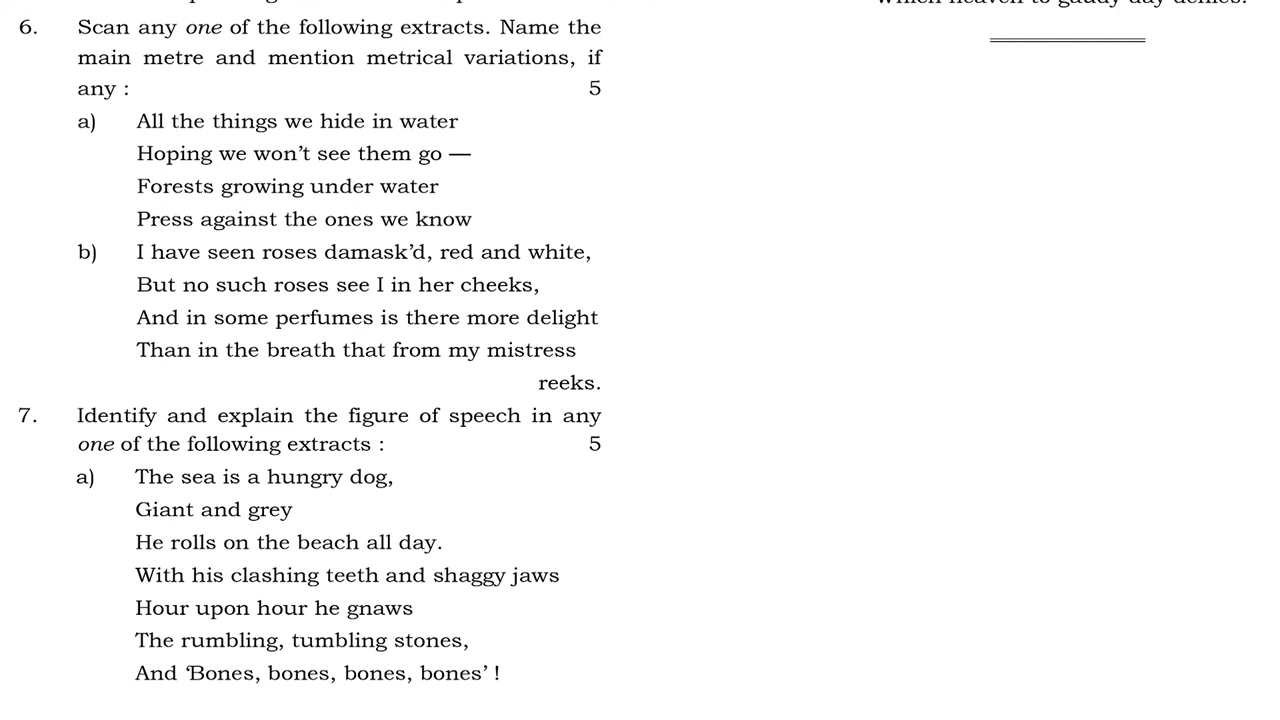 6. Scan any one of the following extracts. Name the
main metre and mention metrical variations, if
any : 5
a) All the things we hide in water
Hoping we won't see them go —
Forests growing under water
Press against the ones we know
b) I have seen roses damask'd, red and white,
But no such roses see I in her cheeks,
And in some perfumes is there more delight
Than in the breath that from my mistress
reeks.
7. Identify and explain the figure of speech in any
one of the following extracts : 5
a) The sea is a hungry dog,
Giant and grey
He rolls on the beach all day.
With his clashing teeth and shaggy jaws
Hour upon hour he gnaws
The rumbling, tumbling stones,
And ‘Bones, bones, bones, bones’ !
which heaven to gaudy day denies.